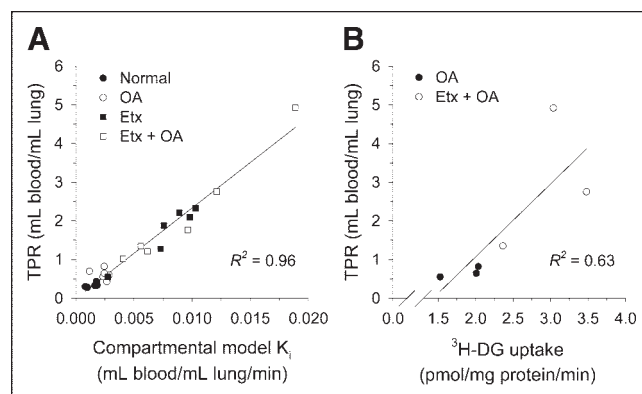 A
B
Normal
OA
Etx
Etx + OA
OA
Etx + OA
TPR (mL blood/mL lung)
6
5
4
3
2
1
0
R² = 0.96
0.000 0.005 0.010 0.015 0.020
Compartmental model Kᵢ
(mL blood/mL lung/min)
TPR (mL blood/mL lung)
6
5
4
3
2
1
0
R² = 0.63
0.0 1.5 2.0 2.5 3.0 3.5 4.0
³H-DG uptake
(pmol/mg protein/min)